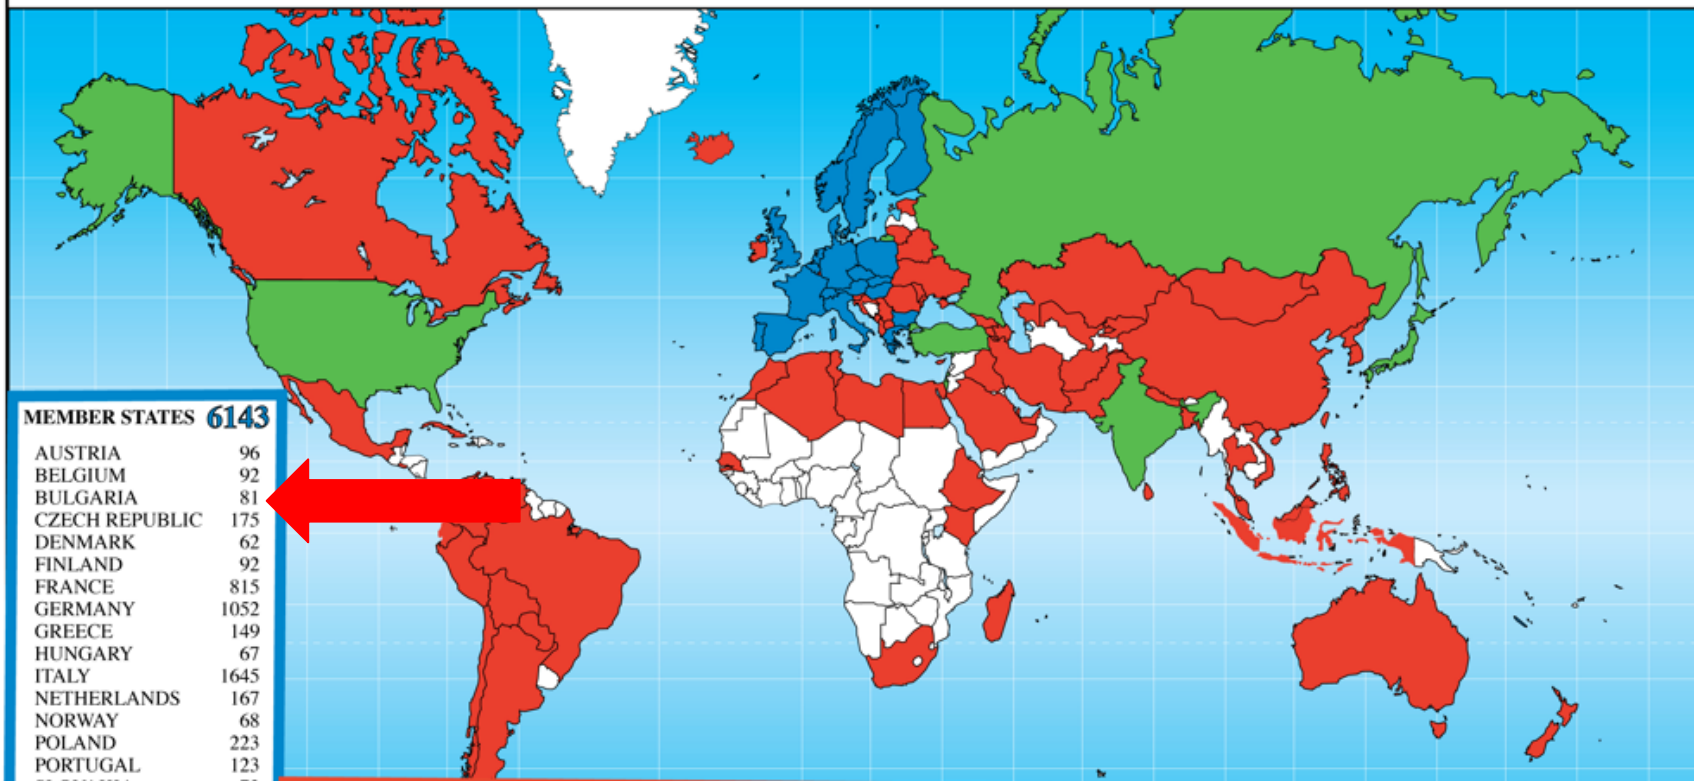 MEMBER STATES 6143
AUSTRIA 96
BELGIUM 92
BULGARIA 81
CZECH REPUBLIC 175
DENMARK 62
FINLAND 92
FRANCE 815
GERMANY 1052
GREECE 149
HUNGARY 67
ITALY 1645
NETHERLANDS 167
NORWAY 68
POLAND 223
PORTUGAL 123